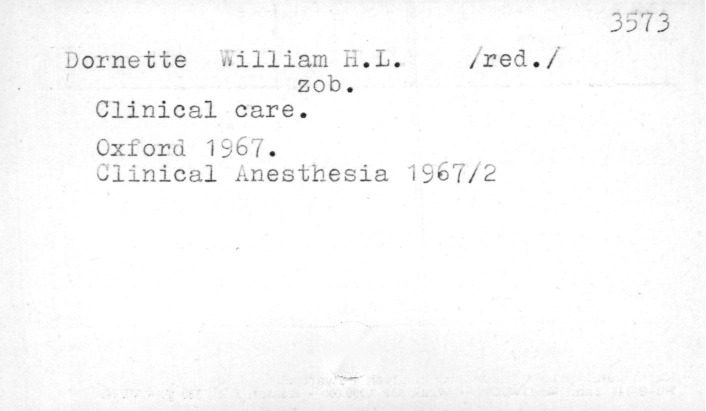 3573
Dornette William H.L. /red./
zob.
Clinical care.
Oxford 1967.
Clinical Anesthesia 1967/2